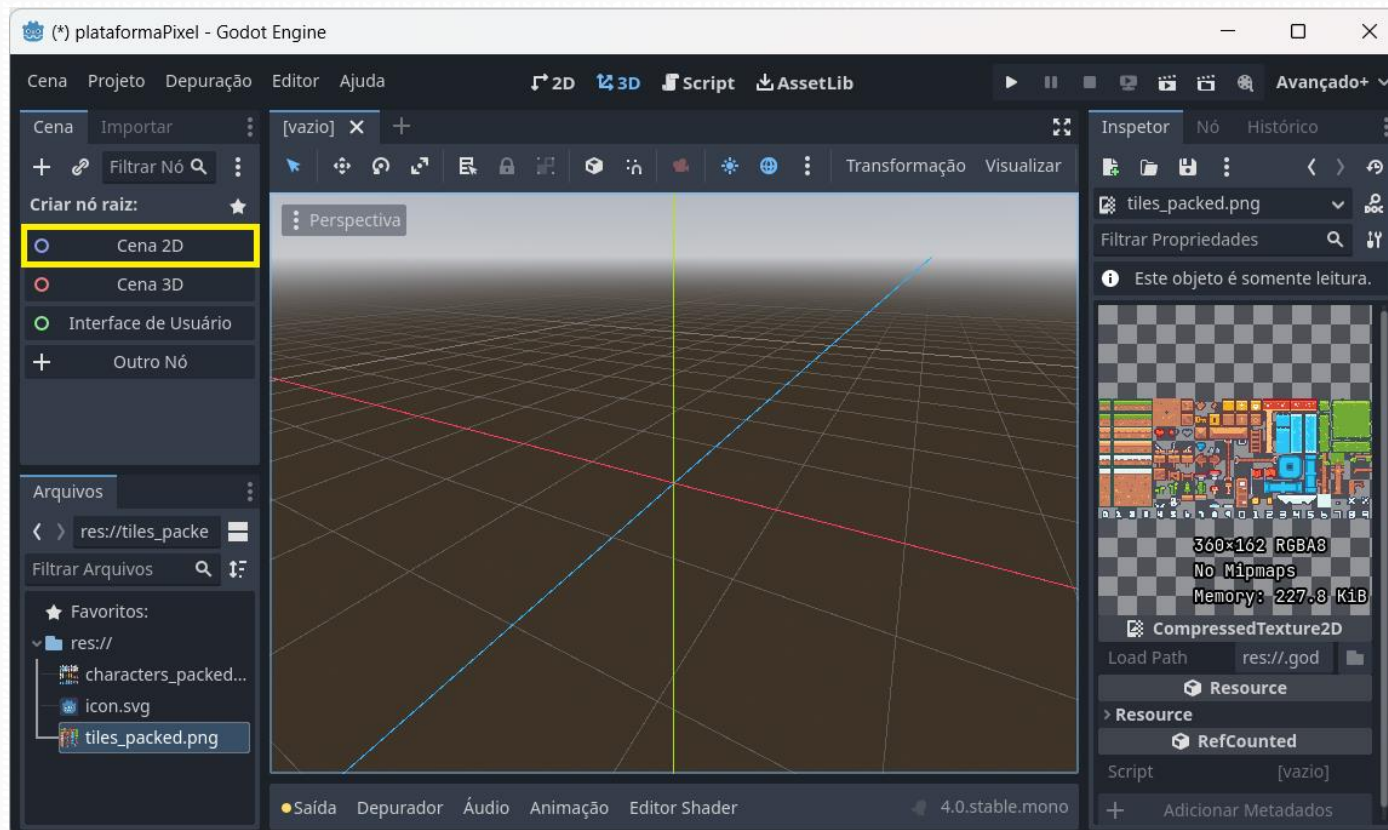 (*) plataformaPixel - Godot Engine
Cena Projeto Depuração Editor Ajuda
2D 3D Script AssetLib
Avançado+
Cena Importar
[vazio]
Inspetor Nó Histórico
Filtrar Nó
Transformação Visualizar
Criar nó raiz:
Cena 2D
Cena 3D
Interface de Usuário
Outro Nó
Perspectiva
tiles_packed.png
DOC
Filtrar Propriedades
Este objeto é somente leitura.
360×162 RGBA8
No Mipmaps
Memory: 227.8 KiB
CompressedTexture2D
Load Path res://.god
Resource
Resource
RefCounted
Script [vazio]
Adicionar Metadados
Arquivos
res://tiles_packe
Filtrar Arquivos
Favoritos:
res://
characters_packed...
icon.svg
tiles_packed.png
Saída Depurador Áudio Animação Editor Shader 4.0.stable.mono